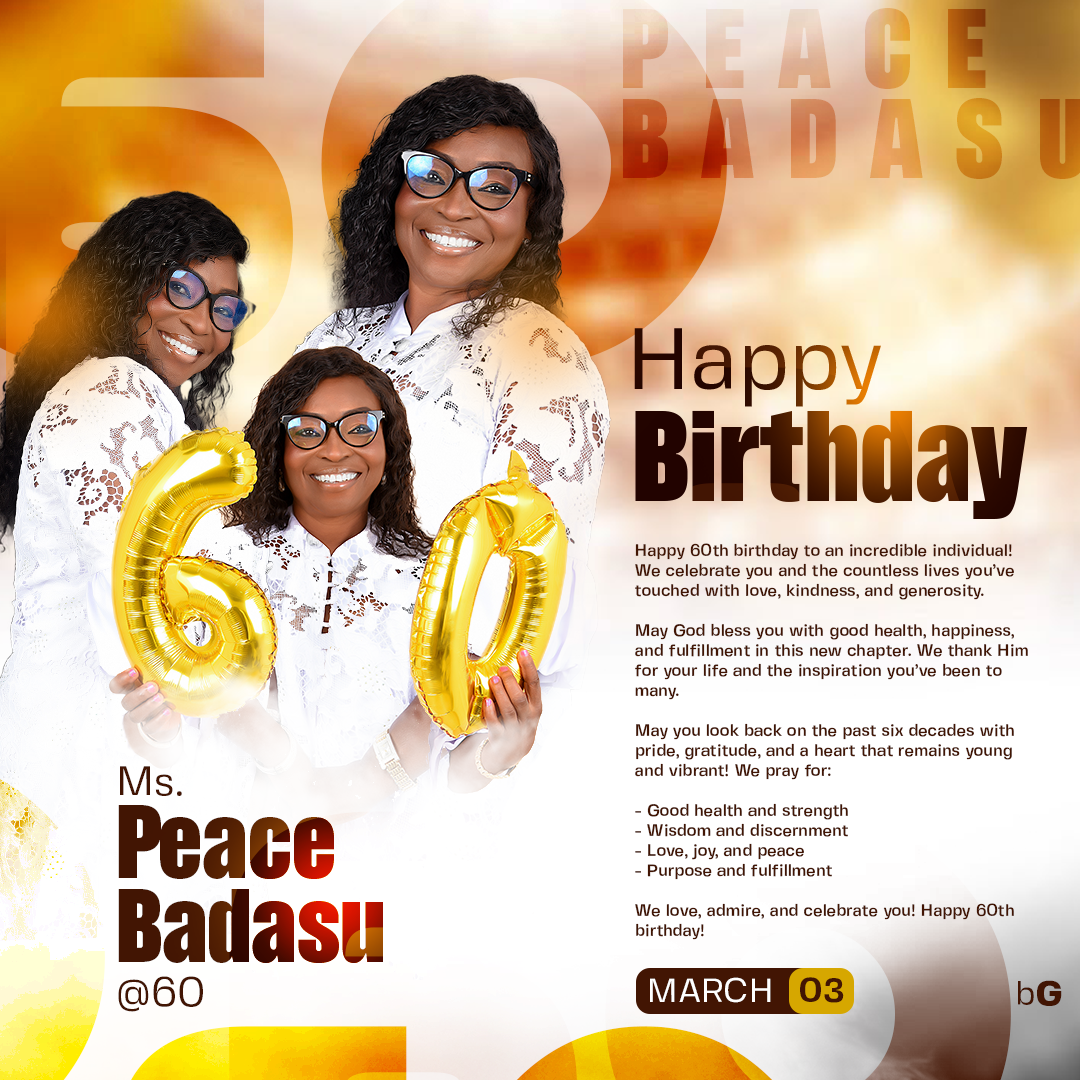 60
PEACE
BADASU
Happy
Birthday
Happy 60th birthday to an incredible individual!
We celebrate you and the countless lives you've
touched with love, kindness, and generosity.
May God bless you with good health, happiness,
and fulfillment in this new chapter. We thank Him
for your life and the inspiration you've been to
many.
May you look back on the past six decades with
pride, gratitude, and a heart that remains young
and vibrant! We pray for:
- Good health and strength
- Wisdom and discernment
- Love, joy, and peace
- Purpose and fulfillment
We love, admire, and celebrate you! Happy 60th
birthday!
MARCH 03
bG
60
Ms.
Peace
Badasu
@60